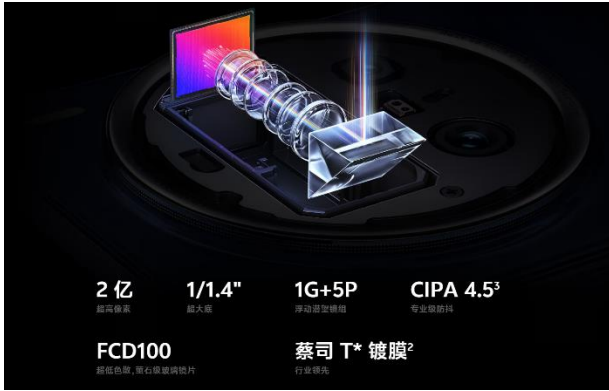 2 亿
超高像素
1/1.4"
超大底
1G+5P
浮动潜望镜组
CIPA 4.5³
专业级防抖
FCD100
超低色散，萤石级玻璃镜片
蔡司 T* 镀膜²
行业领先